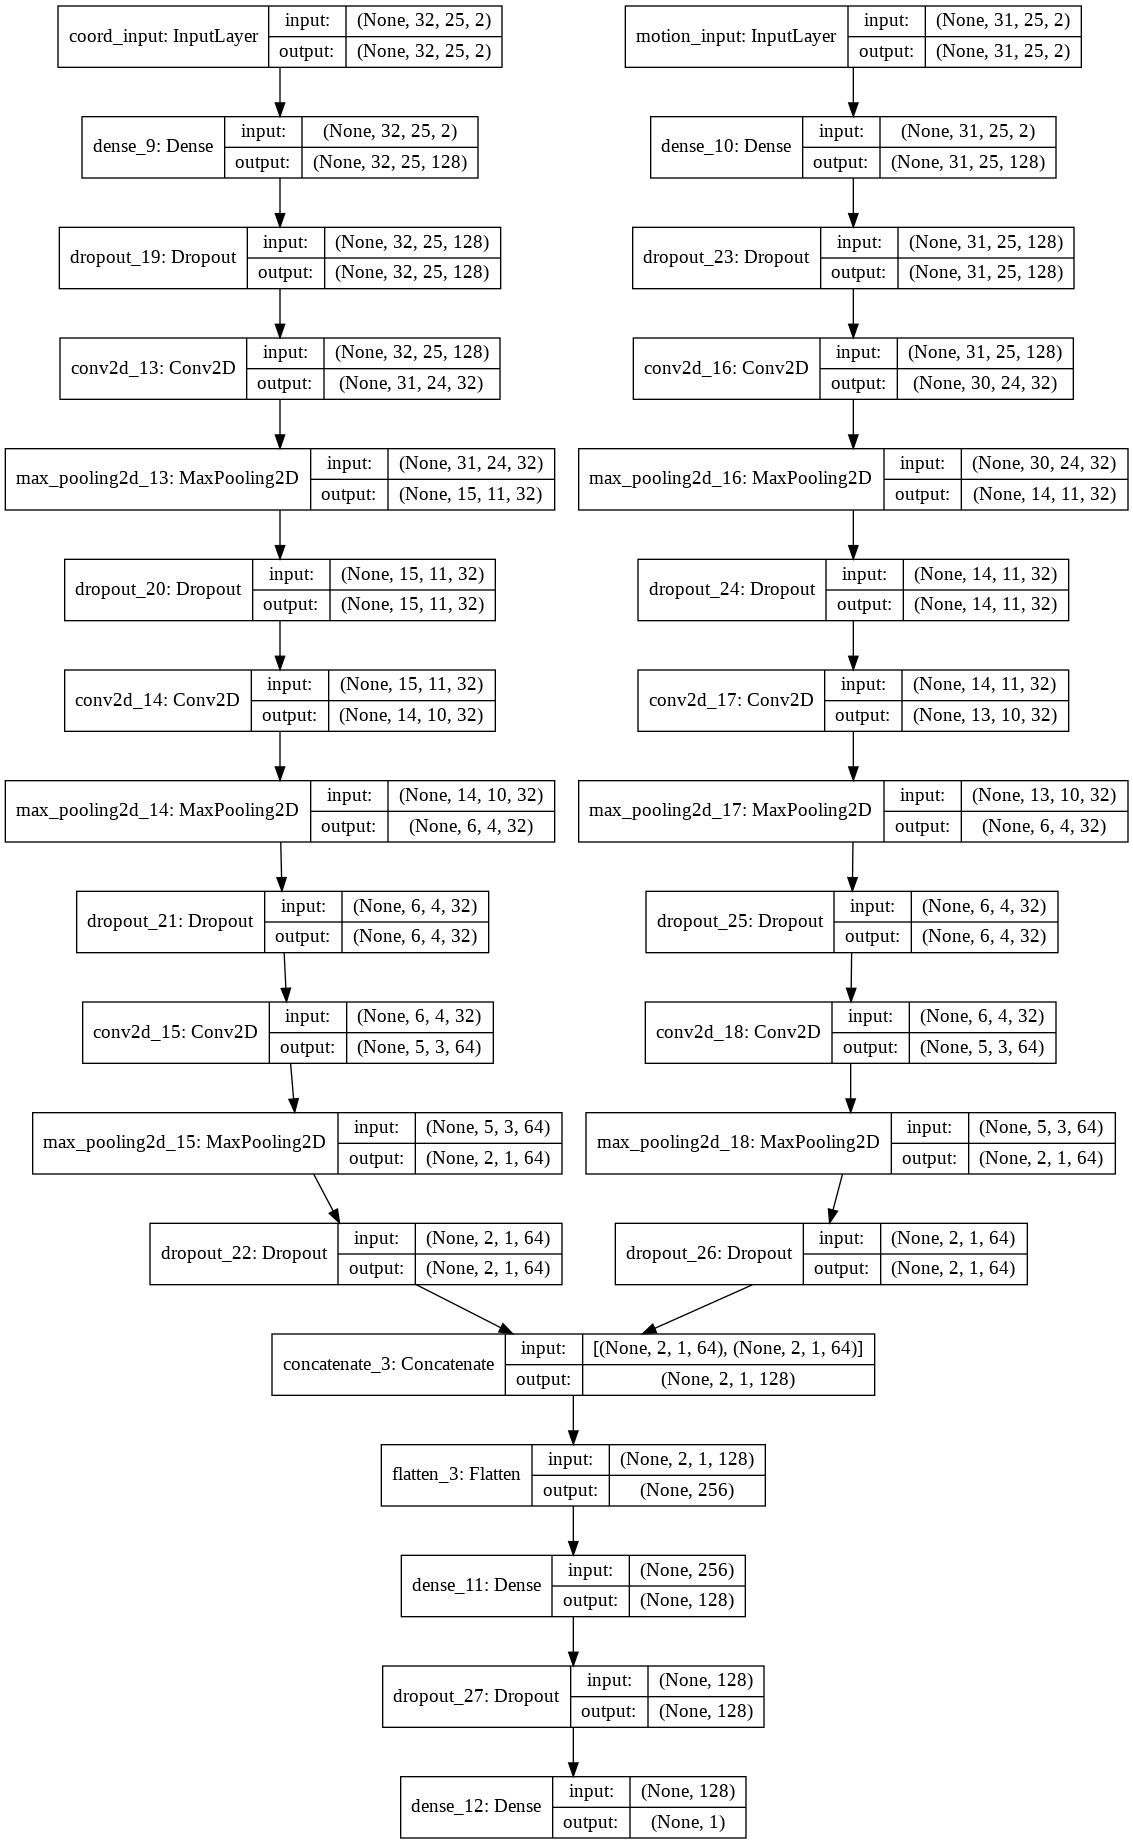 coord_input: InputLayer
input:
(None, 32, 25, 2)
output:
(None, 32, 25, 2)
motion_input: InputLayer
input:
(None, 31, 25, 2)
output:
(None, 31, 25, 2)
dense_9: Dense
input:
(None, 32, 25, 2)
output:
(None, 32, 25, 128)
dense_10: Dense
input:
(None, 31, 25, 2)
output:
(None, 31, 25, 128)
dropout_19: Dropout
input:
(None, 32, 25, 128)
output:
(None, 32, 25, 128)
dropout_23: Dropout
input:
(None, 31, 25, 128)
output:
(None, 31, 25, 128)
conv2d_13: Conv2D
input:
(None, 32, 25, 128)
output:
(None, 31, 24, 32)
conv2d_16: Conv2D
input:
(None, 31, 25, 128)
output:
(None, 30, 24, 32)
max_pooling2d_13: MaxPooling2D
input:
(None, 31, 24, 32)
output:
(None, 15, 11, 32)
max_pooling2d_16: MaxPooling2D
input:
(None, 30, 24, 32)
output:
(None, 14, 11, 32)
dropout_20: Dropout
input:
(None, 15, 11, 32)
output:
(None, 15, 11, 32)
dropout_24: Dropout
input:
(None, 14, 11, 32)
output:
(None, 14, 11, 32)
conv2d_14: Conv2D
input:
(None, 15, 11, 32)
output:
(None, 14, 10, 32)
conv2d_17: Conv2D
input:
(None, 14, 11, 32)
output:
(None, 13, 10, 32)
max_pooling2d_14: MaxPooling2D
input:
(None, 14, 10, 32)
output:
(None, 6, 4, 32)
max_pooling2d_17: MaxPooling2D
input:
(None, 13, 10, 32)
output:
(None, 6, 4, 32)
dropout_21: Dropout
input:
(None, 6, 4, 32)
output:
(None, 6, 4, 32)
dropout_25: Dropout
input:
(None, 6, 4, 32)
output:
(None, 6, 4, 32)
conv2d_15: Conv2D
input:
(None, 6, 4, 32)
output:
(None, 5, 3, 64)
conv2d_18: Conv2D
input:
(None, 6, 4, 32)
output:
(None, 5, 3, 64)
max_pooling2d_15: MaxPooling2D
input:
(None, 5, 3, 64)
output:
(None, 2, 1, 64)
max_pooling2d_18: MaxPooling2D
input:
(None, 5, 3, 64)
output:
(None, 2, 1, 64)
dropout_22: Dropout
input:
(None, 2, 1, 64)
output:
(None, 2, 1, 64)
dropout_26: Dropout
input:
(None, 2, 1, 64)
output:
(None, 2, 1, 64)
concatenate_3: Concatenate
input:
[(None, 2, 1, 64), (None, 2, 1, 64)]
output:
(None, 2, 1, 128)
flatten_3: Flatten
input:
(None, 2, 1, 128)
output:
(None, 256)
dense_11: Dense
input:
(None, 256)
output:
(None, 128)
dropout_27: Dropout
input:
(None, 128)
output:
(None, 128)
dense_12: Dense
input:
(None, 128)
output:
(None, 1)